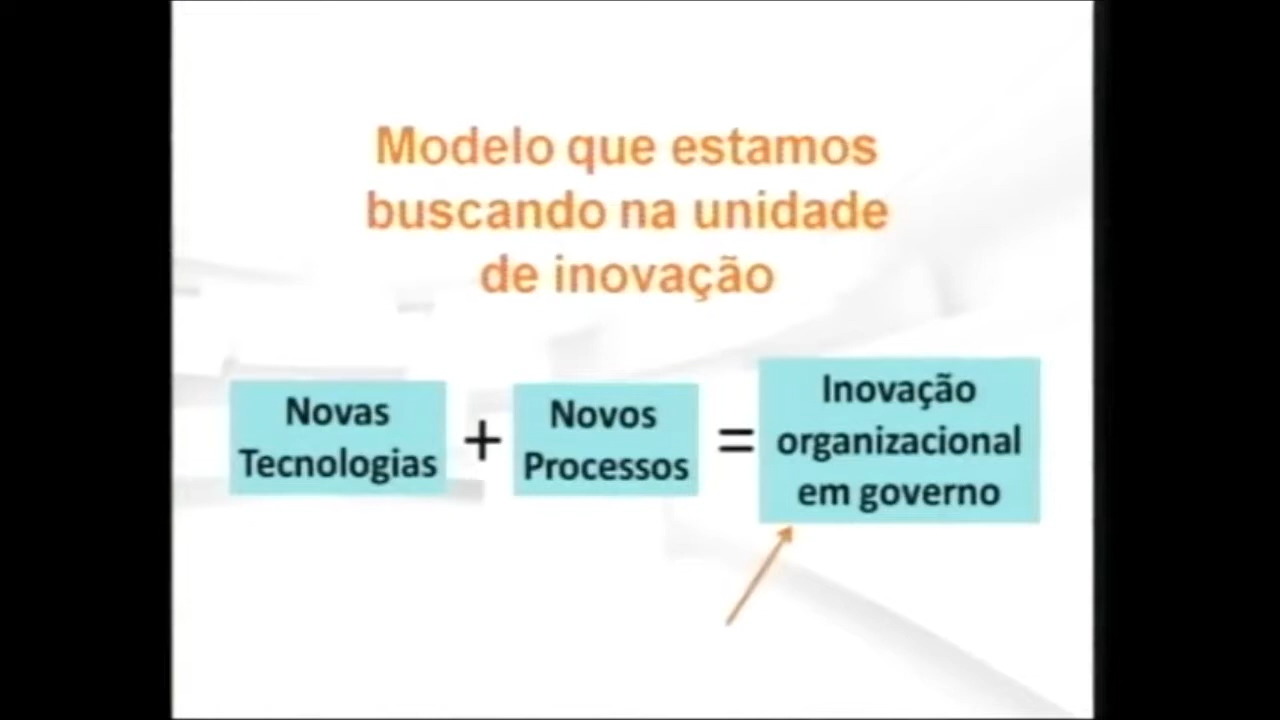 Modelo que estamos
buscando na unidade
de inovação
Novas
Tecnologias
+
Novos
Processos
=
Inovação
organizacional
em governo